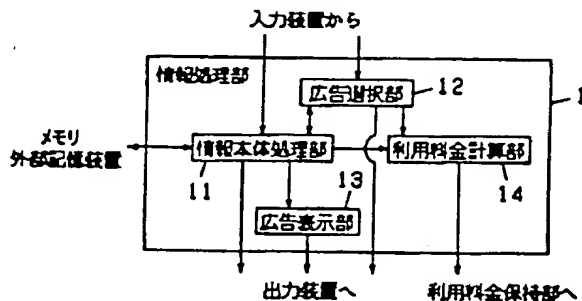 入力装置から
情報処理部
広告選択部
12
1
メモリ
外部記憶装置
情報本体処理部
利用料金計算部
11
13
14
広告表示部
出力装置へ
利用料金保持部へ